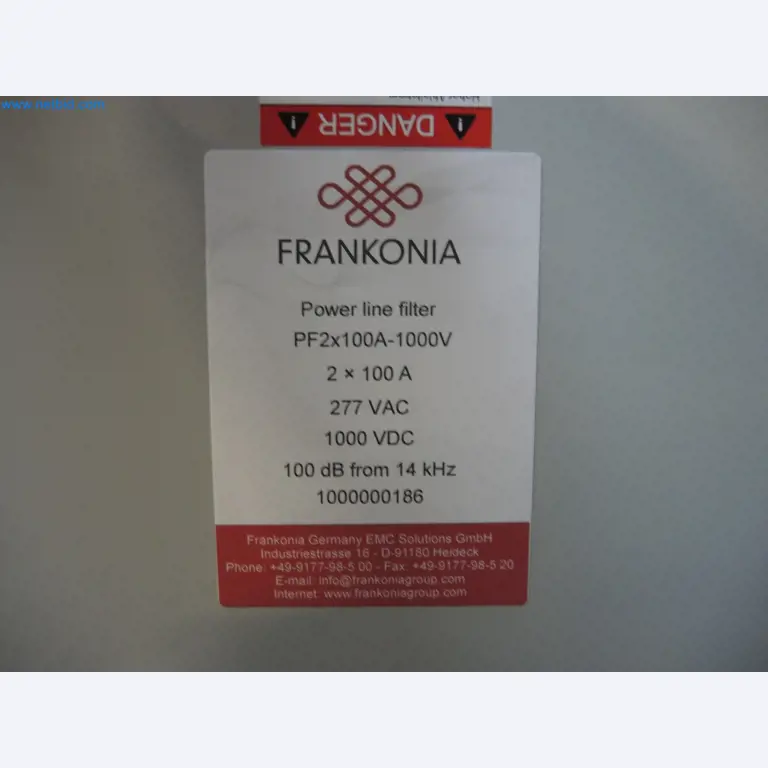 DANGER
FRANKONIA
Power line filter
PF2x100A-1000V
2 × 100 A
277 VAC
1000 VDC
100 dB from 14 kHz
1000000186
Frankonia Germany EMC Solutions GmbH
Industriestrasse 16 - D-91180 Heideck
Phone: +49-9177-98-5 00 - Fax: +49-9177-98-5 20
E-mail: info@frankoniagroup.com
Internet: www.frankoniagroup.com